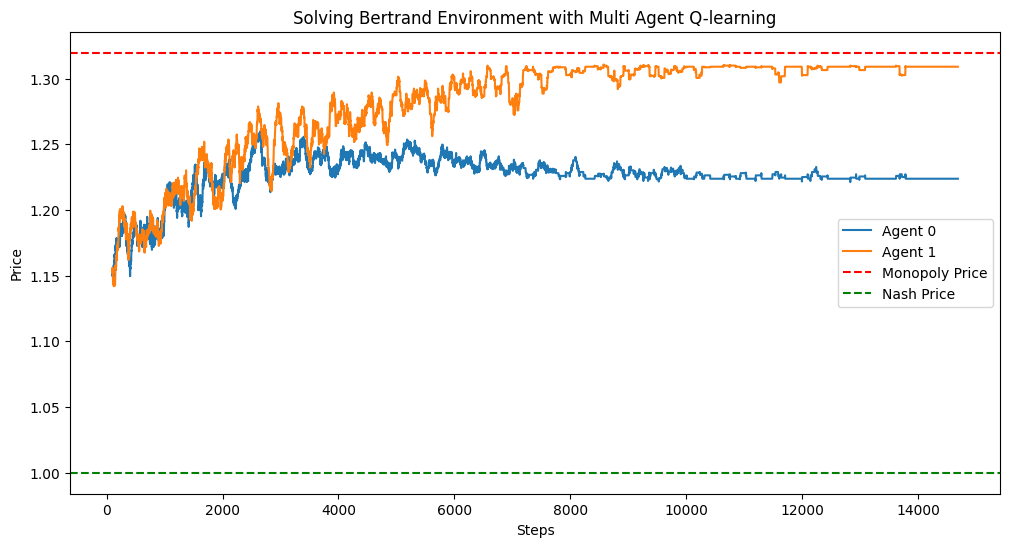 Solving Bertrand Environment with Multi Agent Q-learning
Price
1.30
1.25
1.20
1.15
1.10
1.05
1.00
Agent 0
Agent 1
Monopoly Price
Nash Price
0 2000 4000 6000 8000 10000 12000 14000
Steps